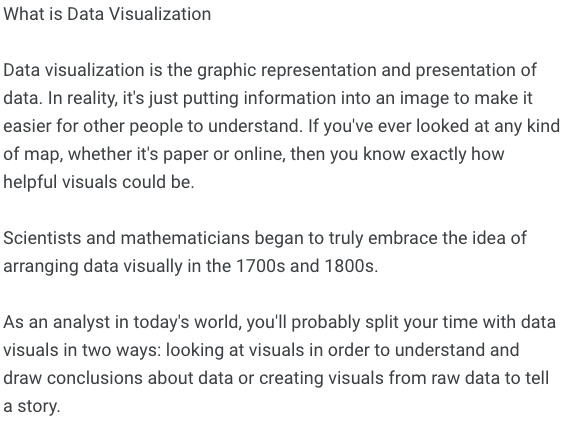 What is Data Visualization
Data visualization is the graphic representation and presentation of
data. In reality, it's just putting information into an image to make it
easier for other people to understand. If you've ever looked at any kind
of map, whether it's paper or online, then you know exactly how
helpful visuals could be.
Scientists and mathematicians began to truly embrace the idea of
arranging data visually in the 1700s and 1800s.
As an analyst in today's world, you'll probably split your time with data
visuals in two ways: looking at visuals in order to understand and
draw conclusions about data or creating visuals from raw data to tell
a story.